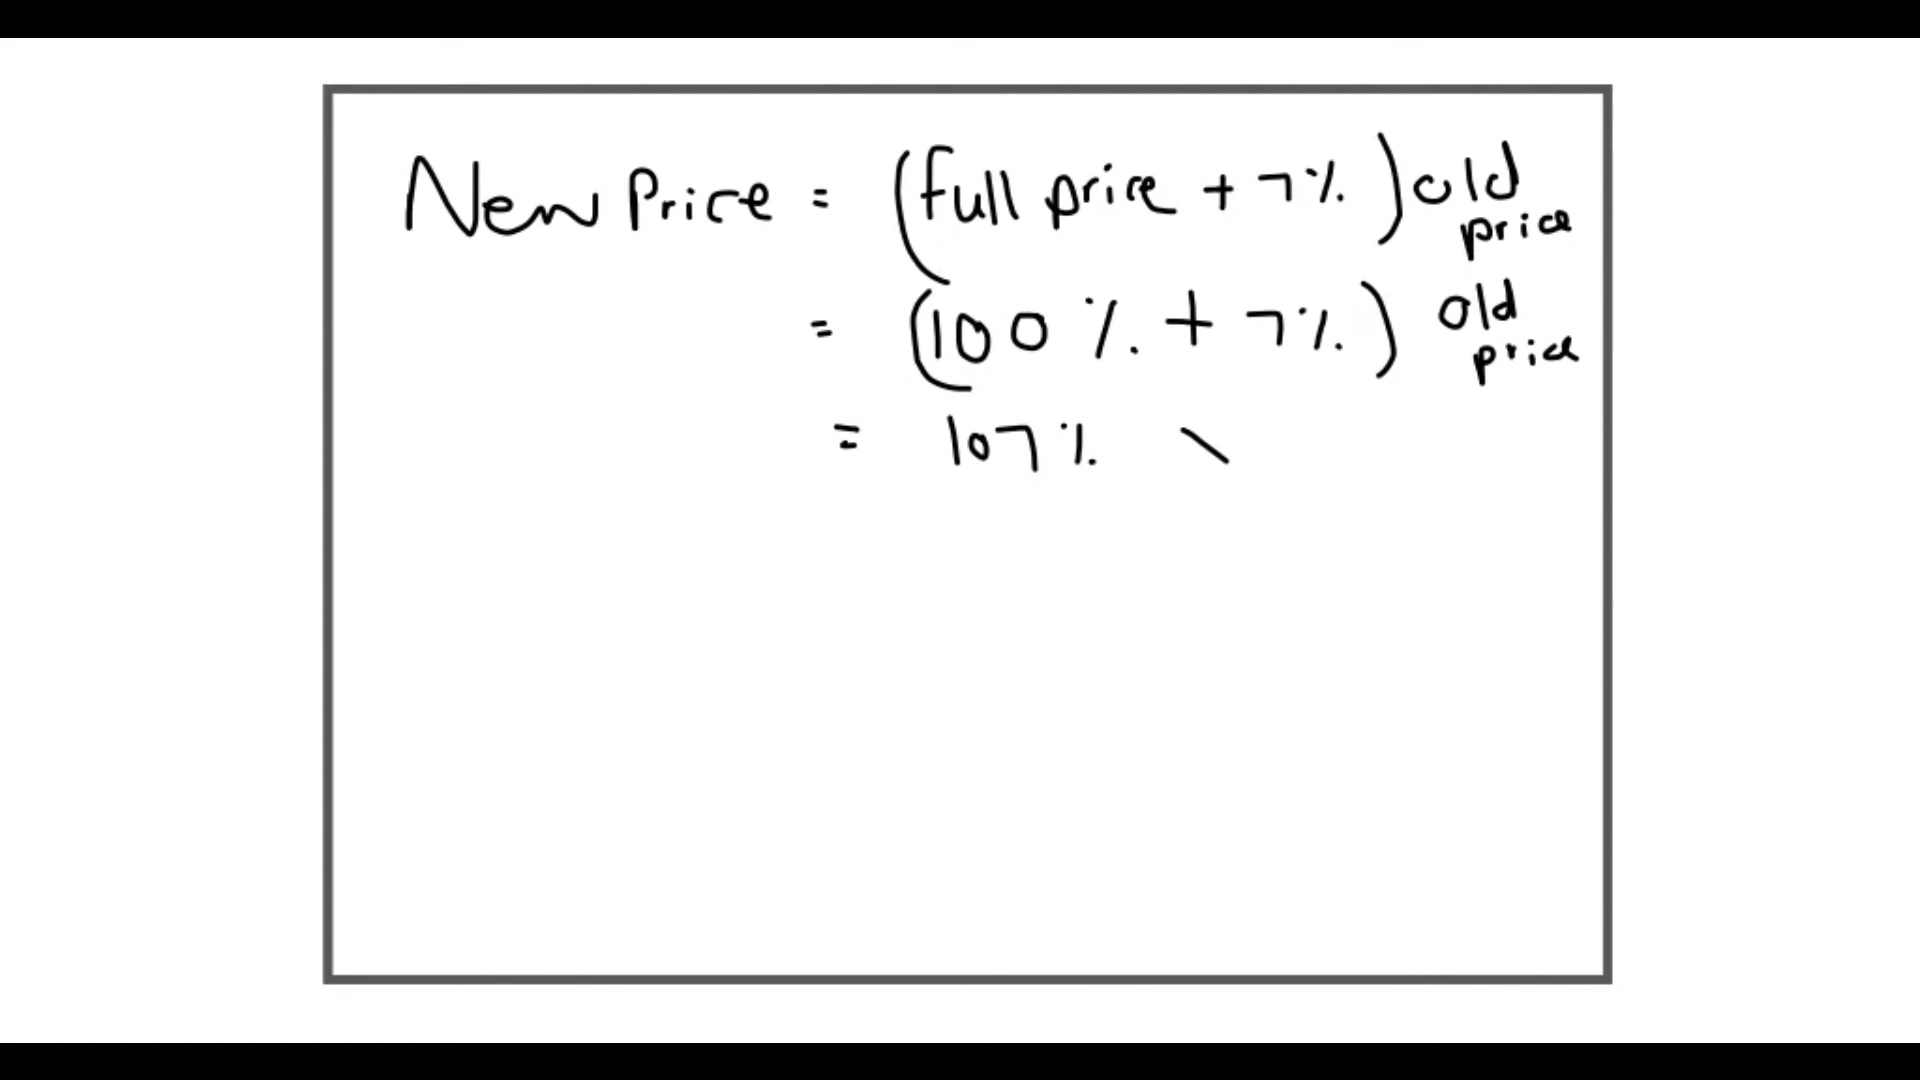 New Price = (full price + 7%) old price
= (100% + 7%) old price
= 107% \